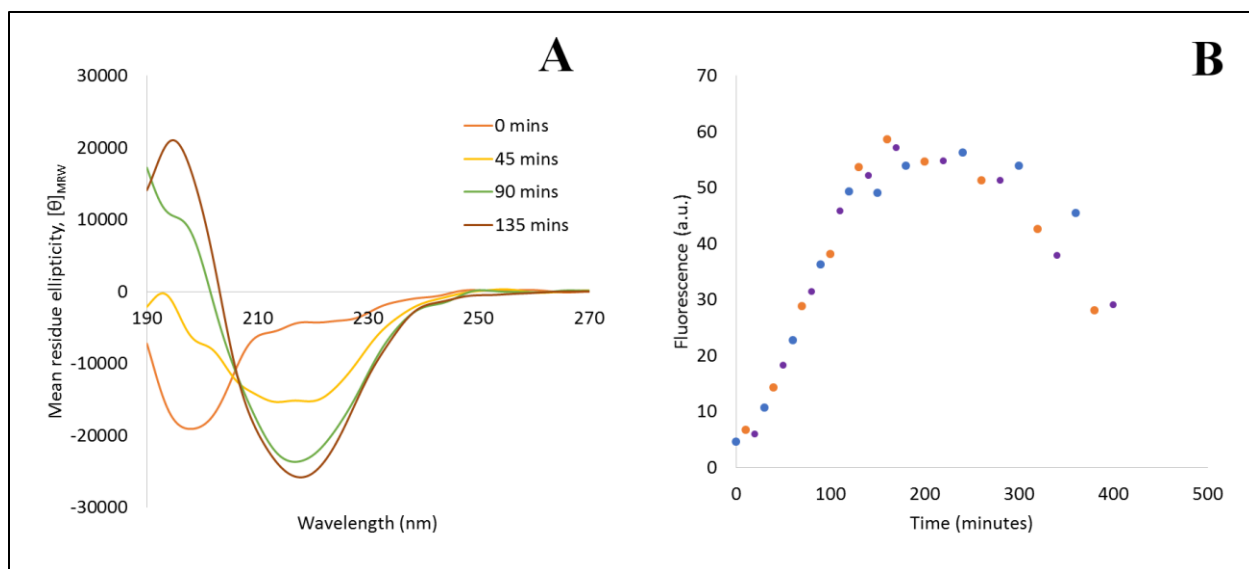 A
30000
20000
10000
0
-10000
-20000
-30000
Mean residue ellipticity, [θ]MRW
190
210
230
250
270
Wavelength (nm)
0 mins
45 mins
90 mins
135 mins
B
70
60
50
40
30
20
10
0
Fluorescence (a.u.)
0
100
200
300
400
500
Time (minutes)